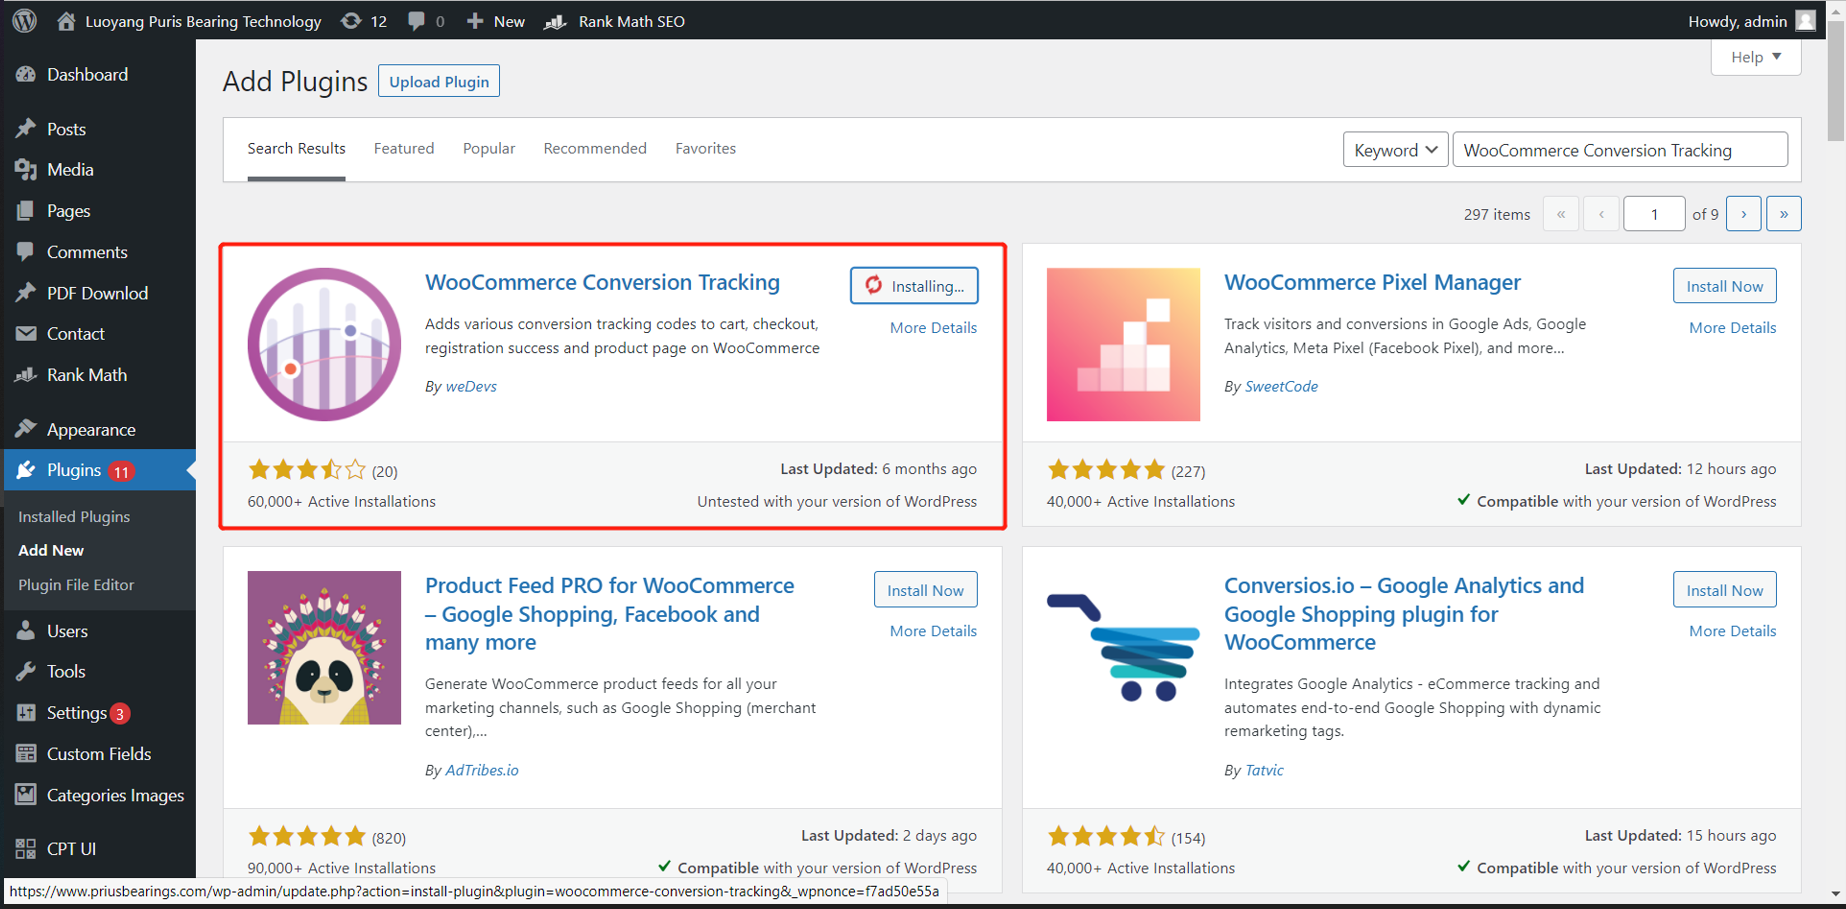 Luoyang Puris Bearing Technology 12 0 New Rank Math SEO Howdy, admin
Help
Dashboard
Posts
Media
Pages
Comments
PDF Downlod
Contact
Rank Math
Appearance
Plugins 11
Installed Plugins
Add New
Plugin File Editor
Users
Tools
Settings 3
Custom Fields
Categories Images
CPT UI
Add Plugins Upload Plugin
Search Results Featured Popular Recommended Favorites Keyword WooCommerce Conversion Tracking
297 items « ‹ 1 of 9 › »
WooCommerce Conversion Tracking
Installing...
More Details
Adds various conversion tracking codes to cart, checkout,
registration success and product page on WooCommerce
By weDevs
(20)
Last Updated: 6 months ago
60,000+ Active Installations
Untested with your version of WordPress
WooCommerce Pixel Manager
Install Now
More Details
Track visitors and conversions in Google Ads, Google
Analytics, Meta Pixel (Facebook Pixel), and more...
By SweetCode
(227)
Last Updated: 12 hours ago
40,000+ Active Installations
Compatible with your version of WordPress
Product Feed PRO for WooCommerce
– Google Shopping, Facebook and
many more
Install Now
More Details
Generate WooCommerce product feeds for all your
marketing channels, such as Google Shopping (merchant
center),...
By AdTribes.io
(820)
Last Updated: 2 days ago
90,000+ Active Installations
Compatible with your version of WordPress
Conversios.io – Google Analytics and
Google Shopping plugin for
WooCommerce
Install Now
More Details
Integrates Google Analytics - eCommerce tracking and
automates end-to-end Google Shopping with dynamic
remarketing tags.
By Tatvic
(154)
Last Updated: 15 hours ago
40,000+ Active Installations
Compatible with your version of WordPress
https://www.priusbearings.com/wp-admin/update.php?action=install-plugin&plugin=woocommerce-conversion-tracking&_wpnonce=f7ad50e55a